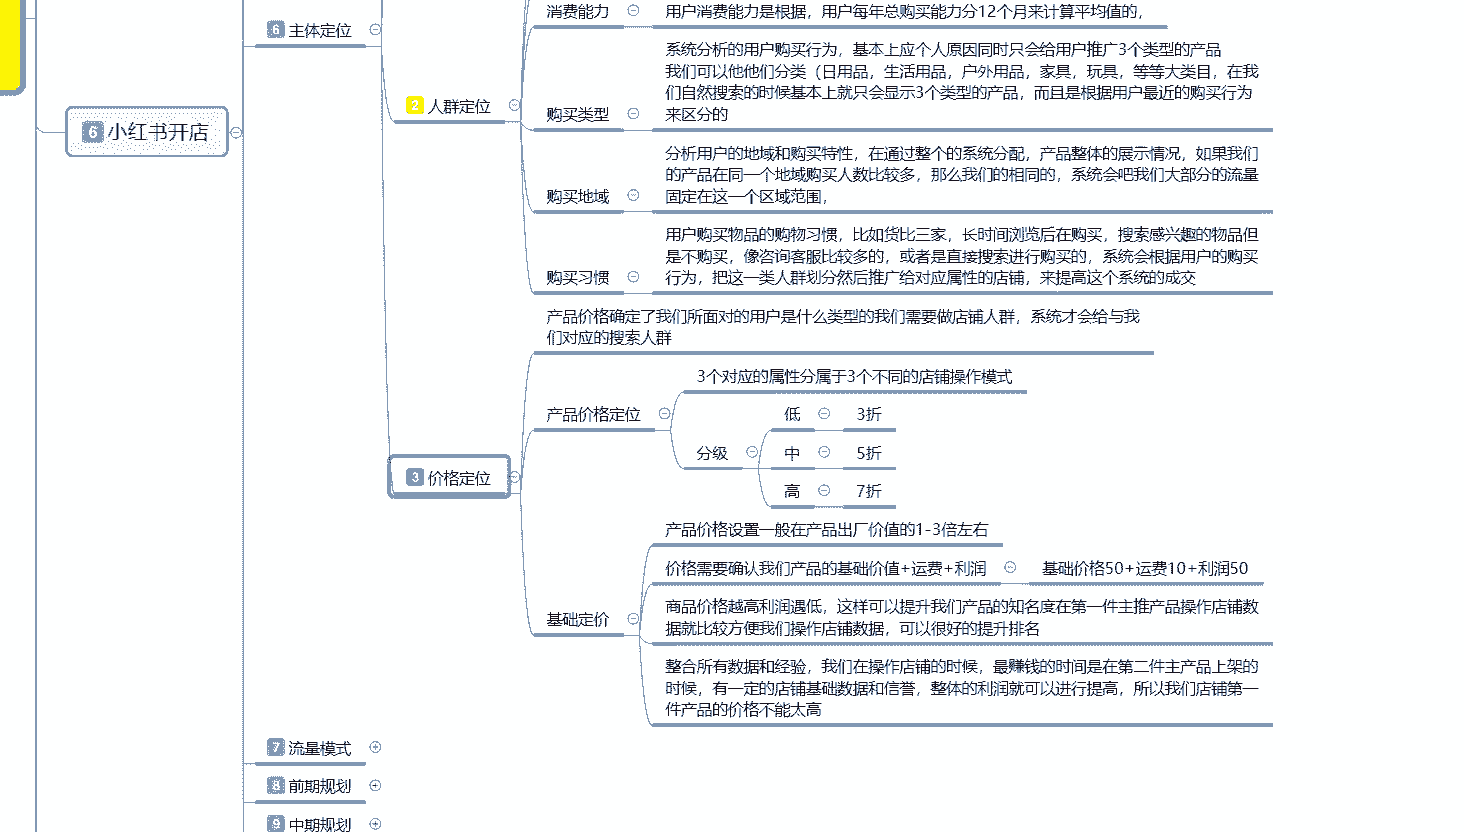 消费能力
用户消费能力是根据，用户每年总购买能力分12个月来计算平均值的，
6 主体定位
系统分析的用户购买行为，基本上应个人原因同时只会给用户推广3个类型的产品
我们可以他他们分类（日用品，生活用品，户外用品，家具，玩具，等等大类目，在我
们自然搜索的时候基本上就只会显示3个类型的产品，而且是根据用户最近的购买行为
来区分的
2 人群定位
购买类型
6 小红书开店
分析用户的地域和购买特性，在通过整个的系统分配，产品整体的展示情况，如果我们
的产品在同一个地域购买人数比较多，那么我们的相同的，系统会吧我们大部分的流量
固定在这一个区域范围，
购买地域
用户购买物品的购物习惯，比如货比三家，长时间浏览后在购买，搜索感兴趣的物品但
是不购买，像咨询客服比较多的，或者是直接搜索进行购买的，系统会根据用户的购买
行为，把这一类人群划分然后推广给对应属性的店铺，来提高这个系统的成交
购买习惯
产品价格确定了我们所面对的用户是什么类型的我们需要做店铺人群，系统才会给与我
们对应的搜索人群
3个对应的属性分属于3个不同的店铺操作模式
产品价格定位
低
3折
分级
中
5折
高
7折
3 价格定位
产品价格设置一般在产品出厂价值的1-3倍左右
价格需要确认我们产品的基础价值+运费+利润
基础价格50+运费10+利润50
基础定价
商品价格越高利润遇低，这样可以提升我们产品的知名度在第一件主推产品操作店铺数
据就比较方便我们操作店铺数据，可以很好的提升排名
整合所有数据和经验，我们在操作店铺的时候，最赚钱的时间是在第二件主产品上架的
时候，有一定的店铺基础数据和信誉，整体的利润就可以进行提高，所以我们店铺第一
件产品的价格不能太高
7 流量模式
8 前期规划
9 中期规划